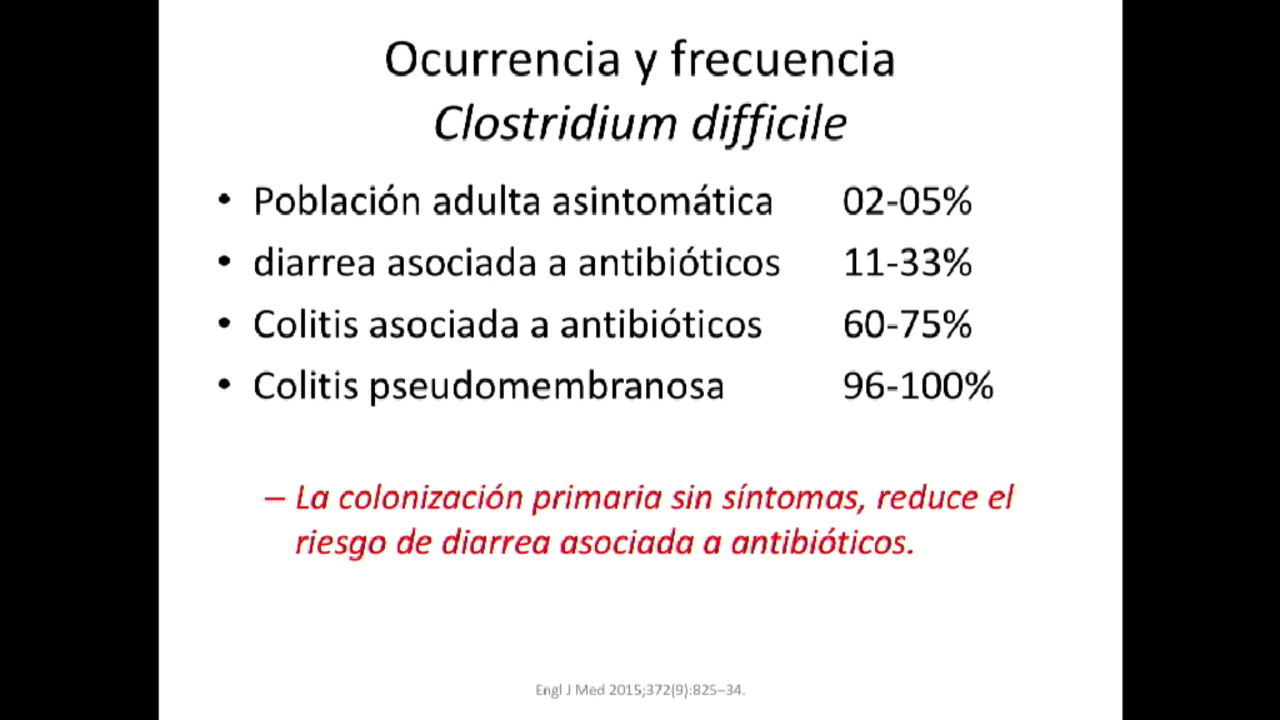 Ocurrencia y frecuencia
Clostridium difficile
• Población adulta asintomática 02-05%
• diarrea asociada a antibióticos 11-33%
• Colitis asociada a antibióticos 60-75%
• Colitis pseudomembranosa 96-100%
– La colonización primaria sin síntomas, reduce el
riesgo de diarrea asociada a antibióticos.
Engl J Med 2015;372(9):825–34.